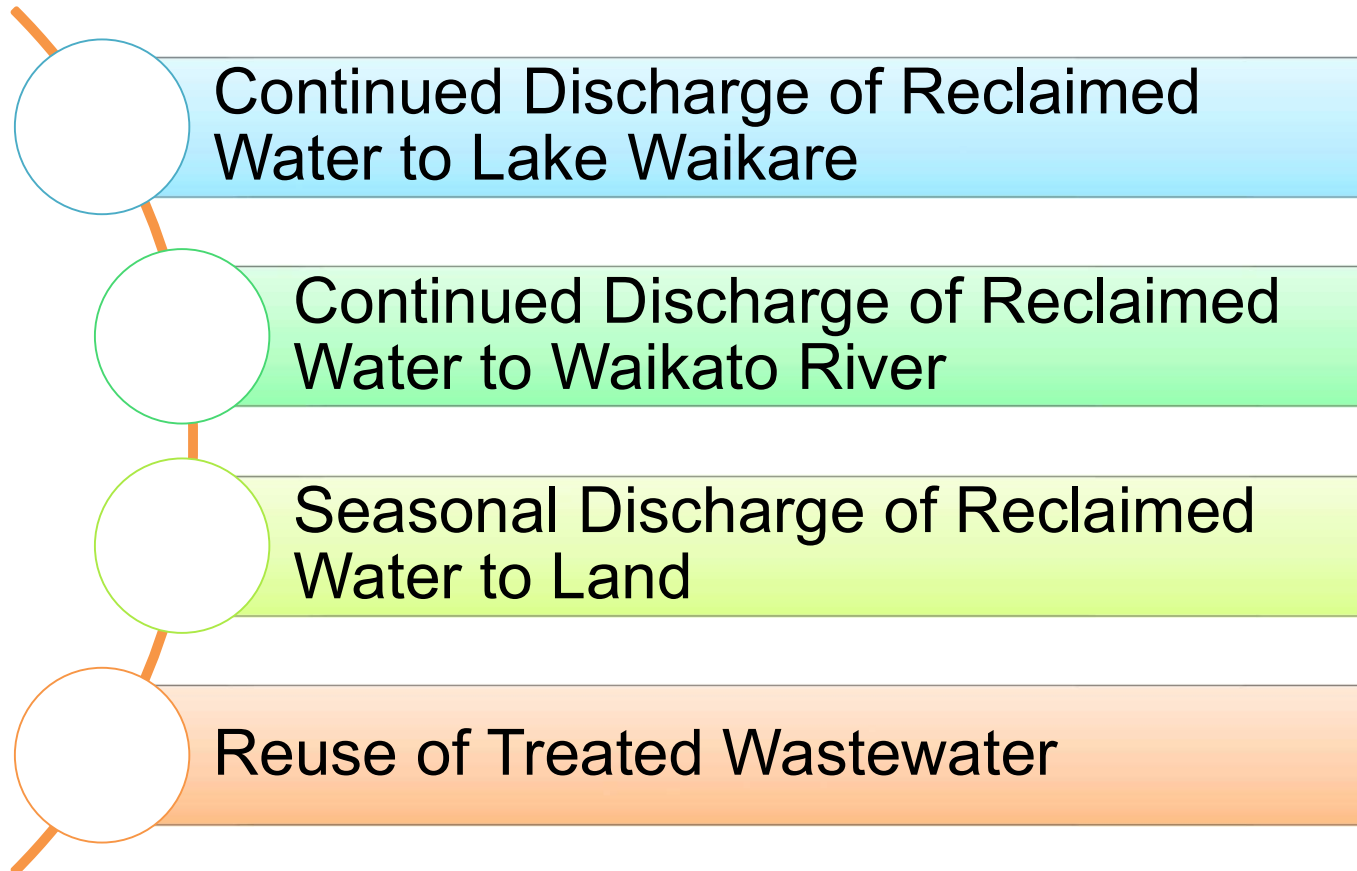 Continued Discharge of Reclaimed
Water to Lake Waikare
Continued Discharge of Reclaimed
Water to Waikato River
Seasonal Discharge of Reclaimed
Water to Land
Reuse of Treated Wastewater